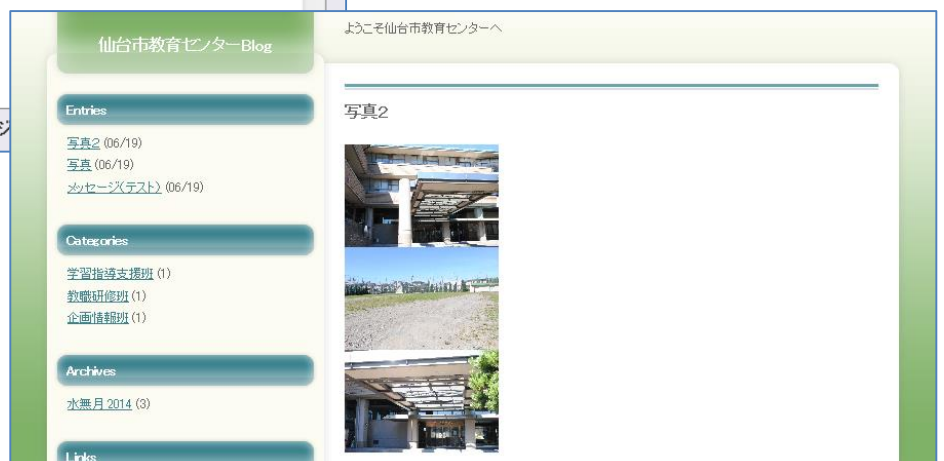 仙台市教育センターBlog
ようこそ仙台市教育センターへ
Entries
写真2 (06/19)
写真 (06/19)
メッセージ(テスト) (06/19)
Categories
学習指導支援班 (1)
教職研修班 (1)
企画情報班 (1)
Archives
水無月 2014 (3)
Links
写真2